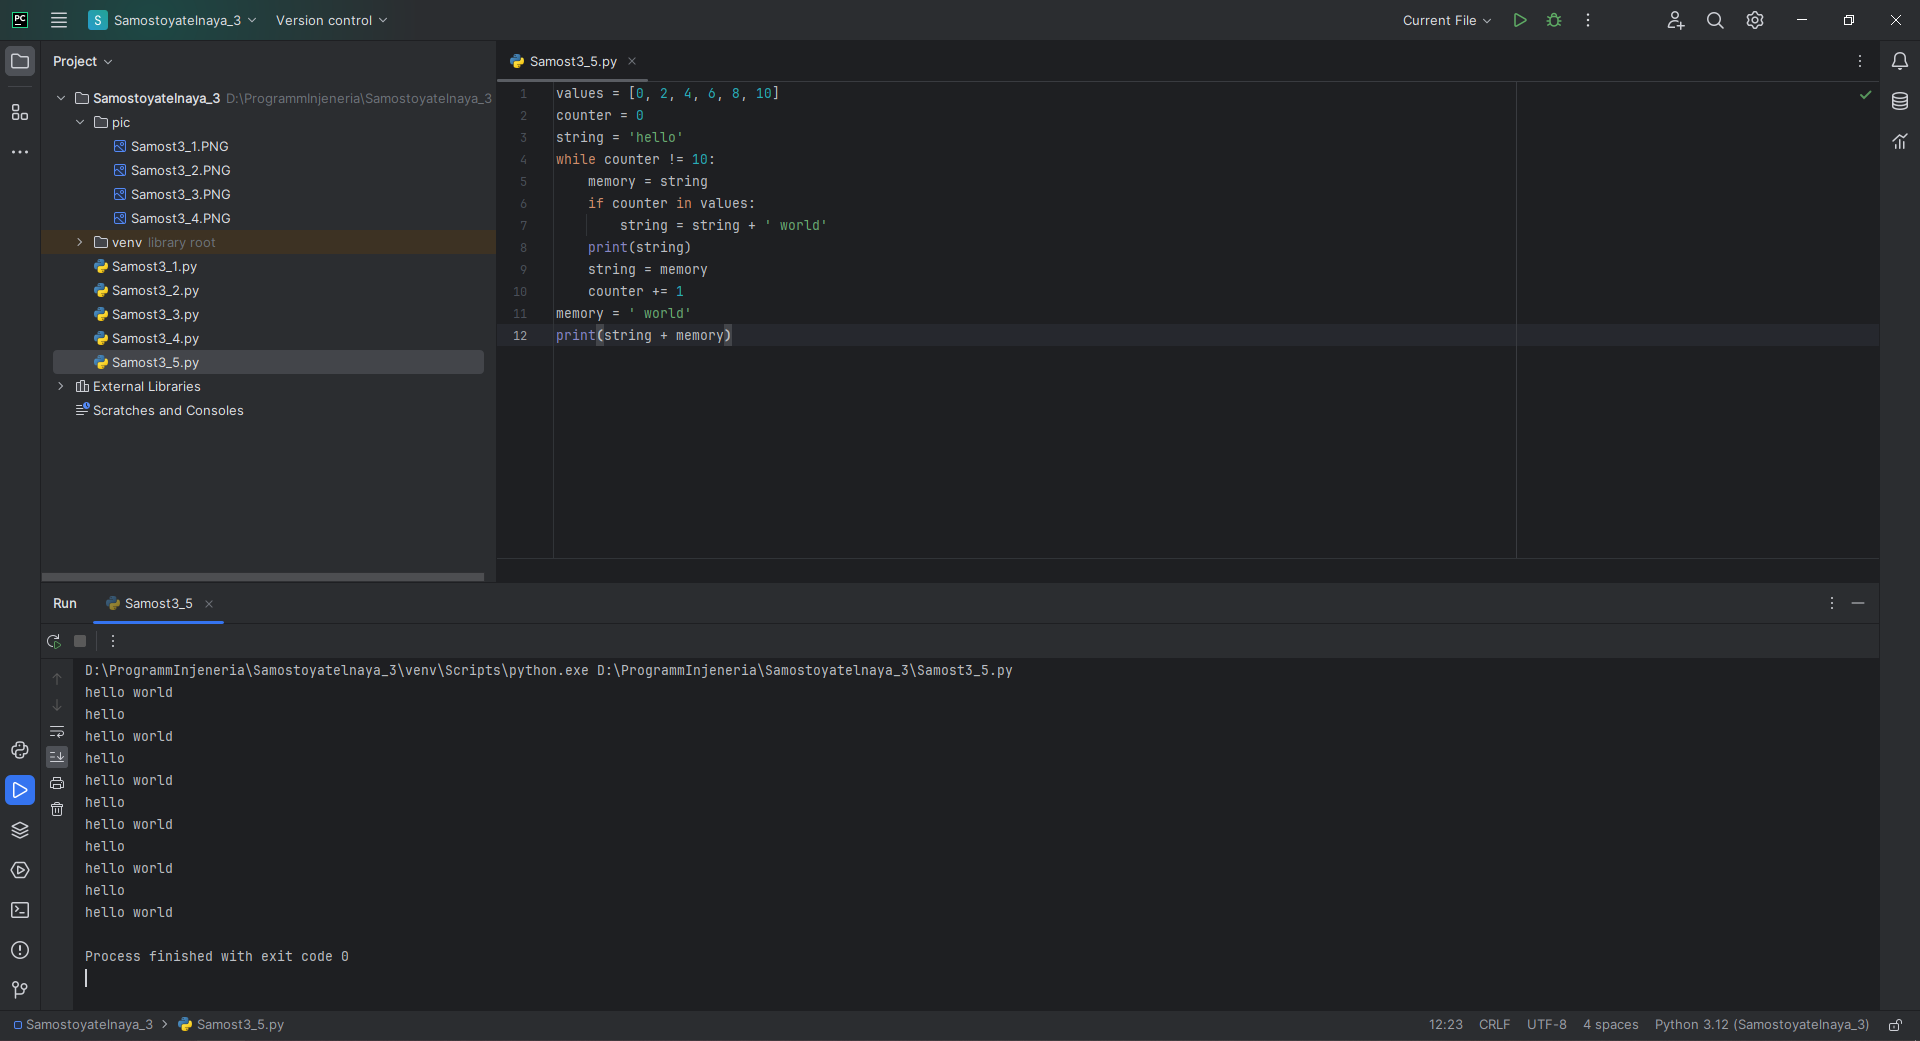 PC
S Samostoyatelnaya_3 Version control
Current File
Project
Samostoyatelnaya_3 D:\ProgrammInjeneria\Samostoyatelnaya_3
pic
Samost3_1.PNG
Samost3_2.PNG
Samost3_3.PNG
Samost3_4.PNG
venv library root
Samost3_1.py
Samost3_2.py
Samost3_3.py
Samost3_4.py
Samost3_5.py
External Libraries
Scratches and Consoles
Samost3_5.py
1 values = [0, 2, 4, 6, 8, 10]
2 counter = 0
3 string = 'hello'
4 while counter != 10:
5     memory = string
6     if counter in values:
7         string = string + ' world'
8     print(string)
9     string = memory
10     counter += 1
11 memory = ' world'
12 print(string + memory)
Run Samost3_5
D:\ProgrammInjeneria\Samostoyatelnaya_3\venv\Scripts\python.exe D:\ProgrammInjeneria\Samostoyatelnaya_3\Samost3_5.py
hello world
hello
hello world
hello
hello world
hello
hello world
hello
hello world
hello
hello world
Process finished with exit code 0
Samostoyatelnaya_3 Samost3_5.py
12:23 CRLF UTF-8 4 spaces Python 3.12 (Samostoyatelnaya_3)